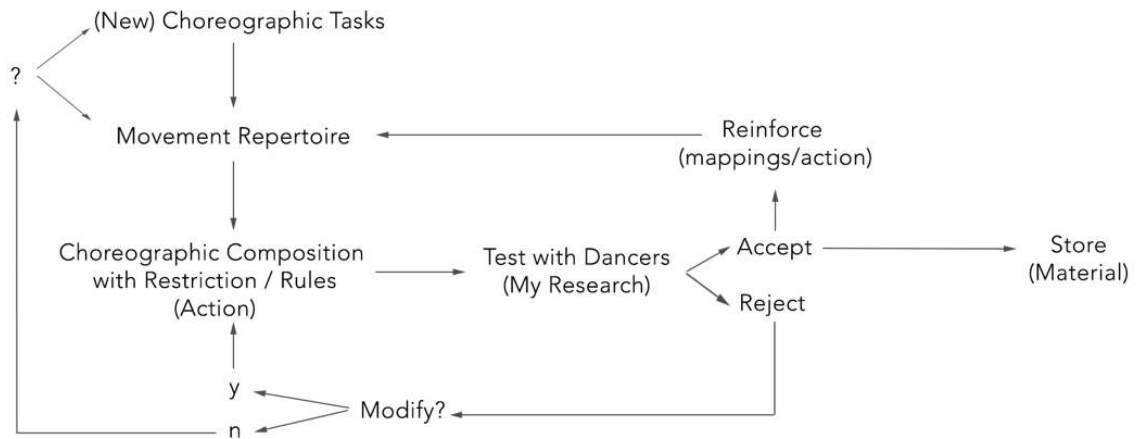 (New) Choreographic Tasks
?
Movement Repertoire
Reinforce
(mappings/action)
Choreographic Composition
with Restriction / Rules
(Action)
Test with Dancers
(My Research)
Accept
Reject
Store
(Material)
y
n
Modify?